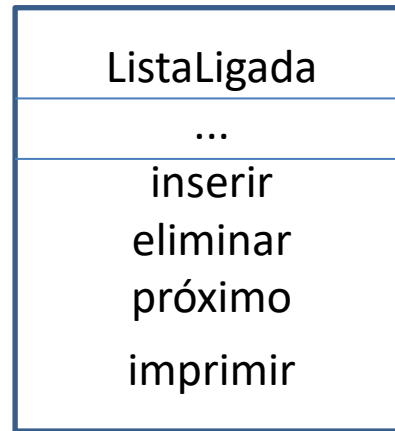 ListaLigada
...
inserir
eliminar
próximo
imprimir